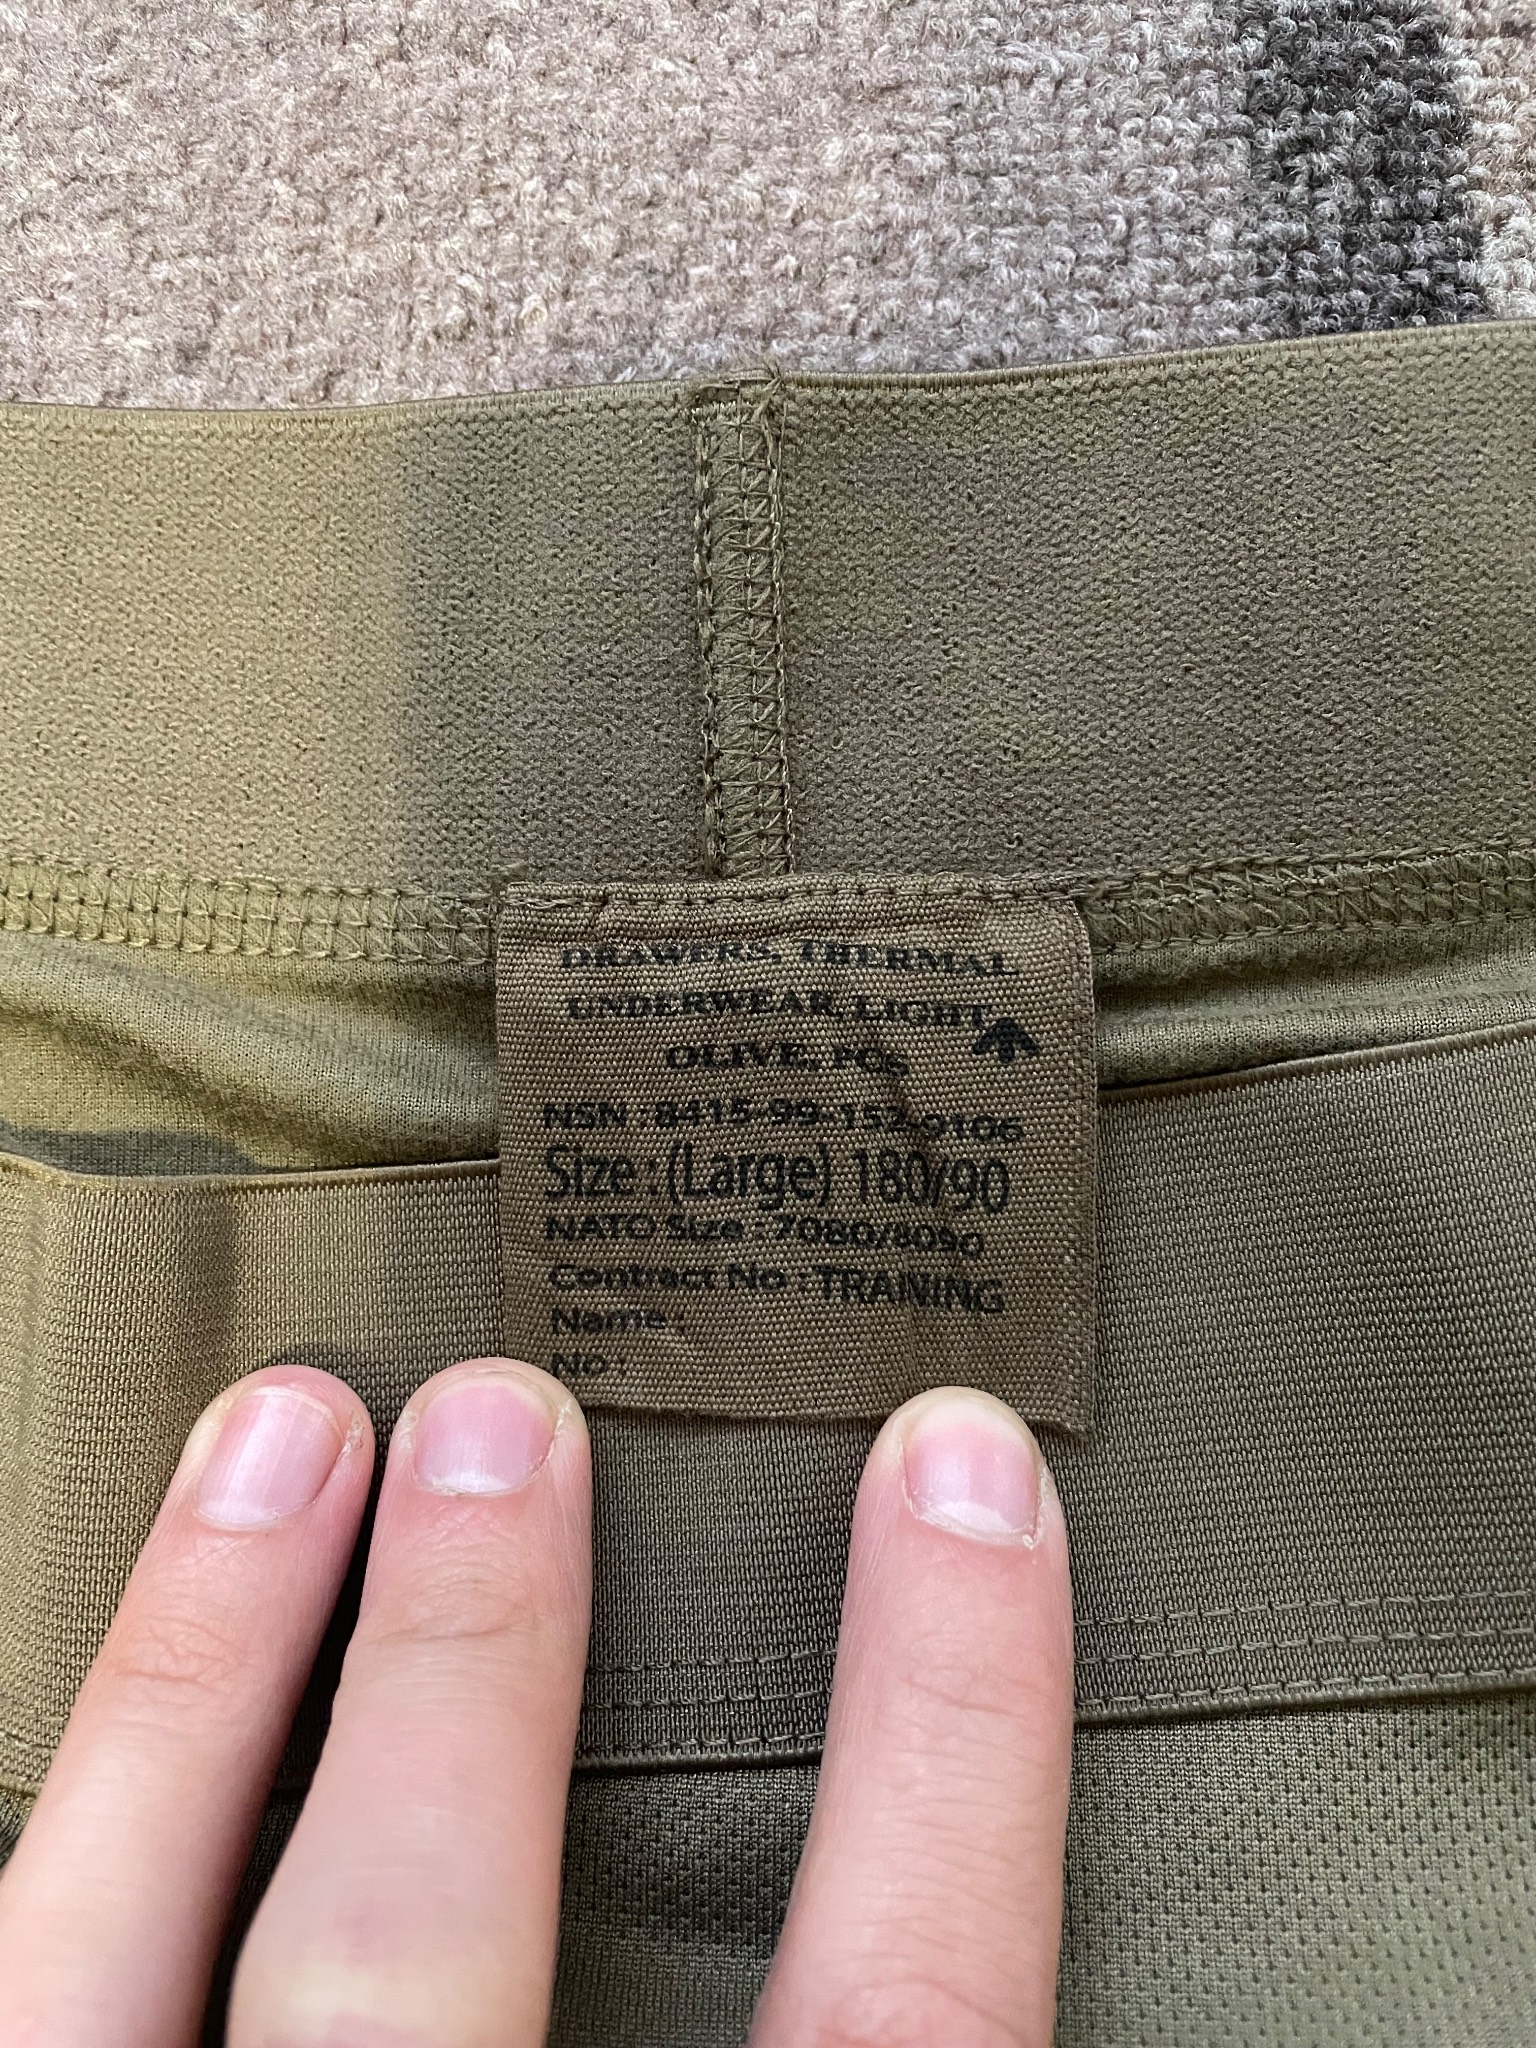 DRAWERS, THERMAL
UNDERWEAR, LIGHT
OLIVE, PCS
NSN : 8415-99-152-9106
Size : (Large) 180/90
NATO Size : 7080/8090
Contract No : TRAINING
Name
No :